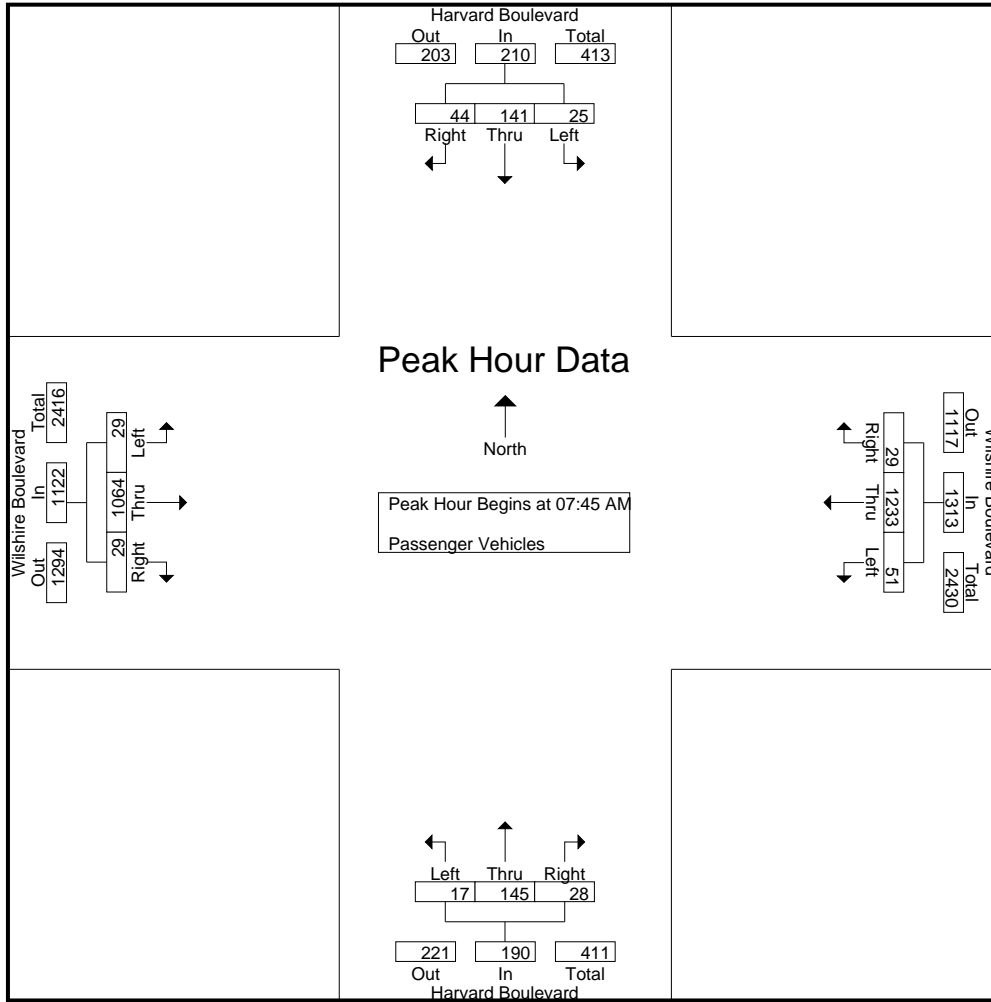 Harvard Boulevard
Out In Total
203 210 413
44 141 25
Right Thru Left
Peak Hour Data
North
Peak Hour Begins at 07:45 AM
Passenger Vehicles
Wilshire Boulevard
Out In Total
1294 1122 2416
29 1064 29
Right Thru Left
Wilshire Boulevard
Out In Total
1117 1313 2430
29 1233 51
Right Thru Left
Left Thru Right
17 145 28
221 190 411
Out In Total
Harvard Boulevard